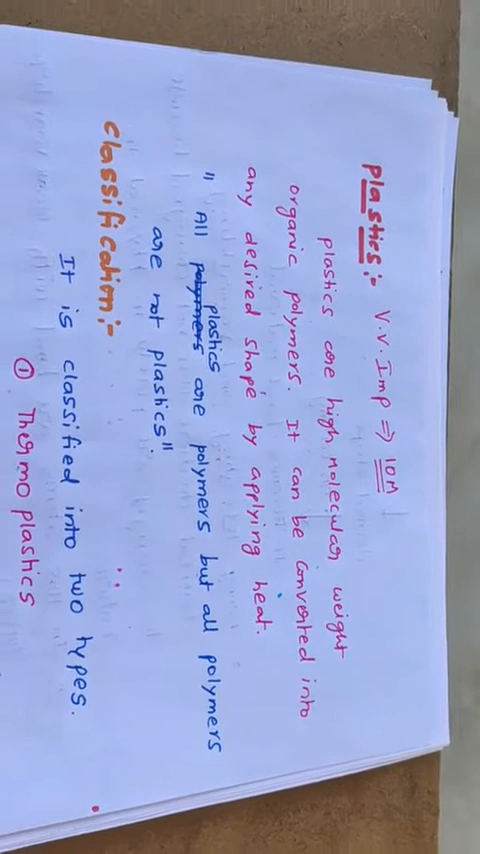 Plastics:- V.V.Imp => 10M
plastics are high molecular weight
organic polymers. It can be converted into
any desired shape by applying heat.
" All plastics are polymers but all polymers
are not plastics".
classification:-
It is classified into two types.
① Thermoplastics